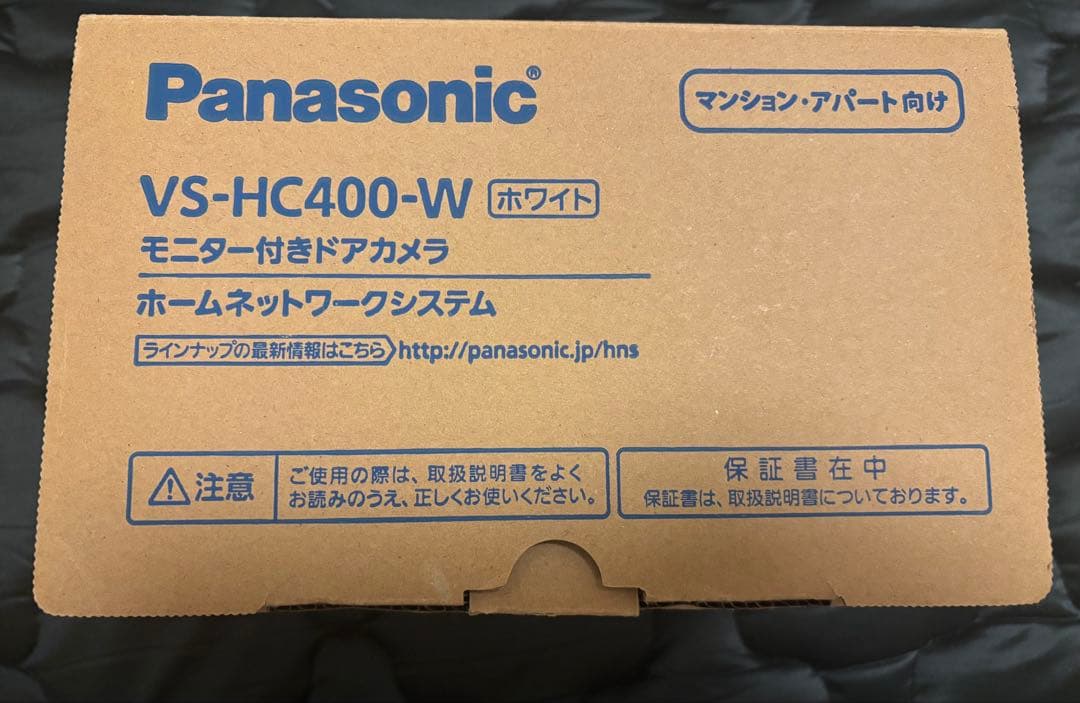 Panasonic®
マンション・アパート向け
VS-HC400-W ホワイト
モニター付きドアカメラ
ホームネットワークシステム
ラインナップの最新情報はこちら http://panasonic.jp/hns
注意
ご使用の際は、取扱説明書をよく
お読みのうえ、正しくお使いください。
保証書在中
保証書は、取扱説明書についております。